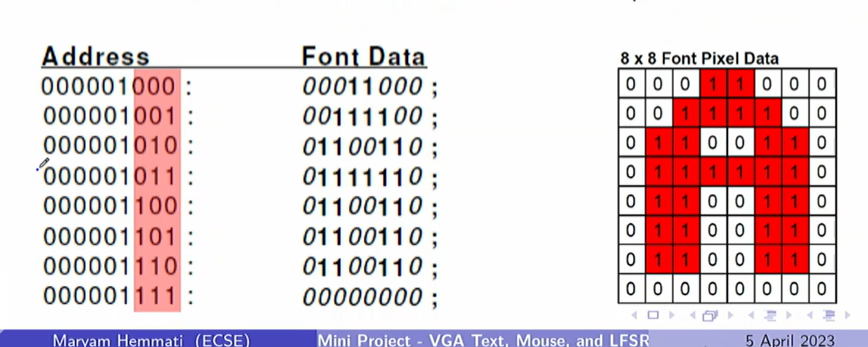 Address Font Data
000001000 : 00011000 ;
000001001 : 00111100 ;
000001010 : 01100110 ;
000001011 : 01111110 ;
000001100 : 01100110 ;
000001101 : 01100110 ;
000001110 : 01100110 ;
000001111 : 00000000 ;
8 x 8 Font Pixel Data
0 0 0 1 1 0 0 0
0 0 1 1 1 1 0 0
0 1 1 0 0 1 1 0
0 1 1 1 1 1 1 0
0 1 1 0 0 1 1 0
0 1 1 0 0 1 1 0
0 1 1 0 0 1 1 0
0 0 0 0 0 0 0 0
Maryam Hemmati (ECSE) Mini Project - VGA Text, Mouse, and LFSR 5 April 2023